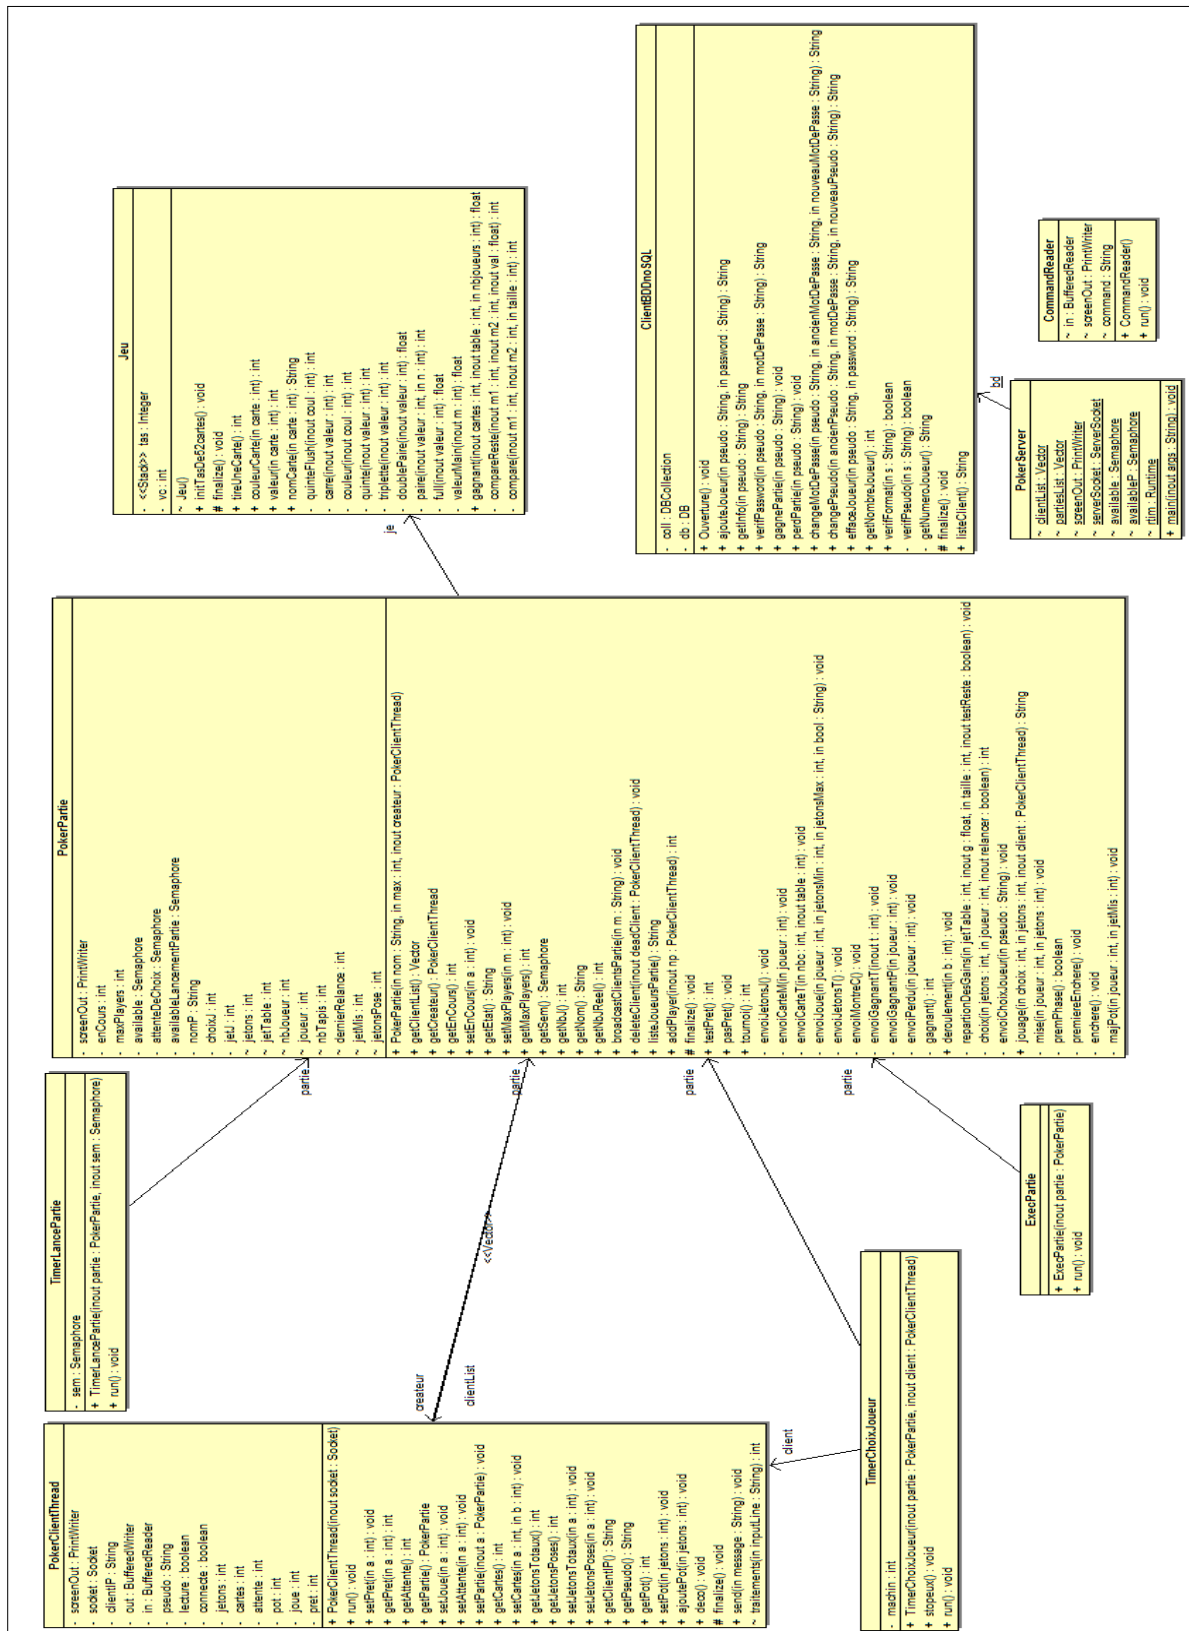 PokerClientThread
- screenOut : PrintWriter
- socket : Socket
- clientIP : String
- out : BufferedWriter
- in : BufferedReader
- pseudo : String
- lecture : boolean
- connecte : boolean
- jetons : int
- cartes : int
- attente : int
- pot : int
- joue : int
- pret : int
+ PokerClientThread(inout socket : Socket)
+ run() : void
+ setPret(in a : int) : void
+ getPret(in a : int) : int
+ getAttente() : int
+ getPartie() : PokerPartie
+ setJoue(in a : int) : void
+ setAttente(in a : int) : void
+ setPartie(inout a : PokerPartie) : void
+ getCartes() : int
+ setCartes(in a : int, in b : int) : void
+ getJetonsTotaux() : int
+ getJetonsPoses() : int
+ setJetonsTotaux(in a : int) : void
+ setJetonsPoses(in a : int) : void
+ getClientIP() : String
+ getPseudo() : String
+ getPot() : int
+ setPot(in jetons : int) : void
+ ajoutePot(in jetons : int) : void
+ deco() : void
# finalize() : void
+ send(in message : String) : void
~ traitements(in inputLine : String) : int
TimerLancePartie
- sem : Semaphore
+ TimerLancePartie(inout partie : PokerPartie, inout sem : Semaphore)
+ run() : void
createur
clientList
<<Vector>>
client
TimerChoixJoueur
- machin : int
+ TimerChoixJoueur(inout partie : PokerPartie, inout client : PokerClientThread)
+ stopeux() : void
+ run() : void
ExecPartie
+ ExecPartie(inout partie : PokerPartie)
+ run() : void
partie
partie
partie
partie
PokerPartie
- screenOut : PrintWriter
- enCours : int
- maxPlayers : int
- available : Semaphore
- attenteDeChoix : Semaphore
- availableLancementPartie : Semaphore
- nomP : String
- choixJ : int
- jetJ : int
~ jetons : int
~ jetTable : int
~ nbJoueur : int
~ joueur : int
~ nbTapis : int
~ dernierRelance : int
~ jetMis : int
~ jetonsPose : int
+ PokerPartie(in nom : String, in max : int, inout createur : PokerClientThread)
+ getClientList() : Vector
+ getCreateur() : PokerClientThread
+ getEnCours() : int
+ setEnCours(in a : int) : void
+ getEtat() : String
+ setMaxPlayers(in m : int) : void
+ getMaxPlayers() : int
+ getSem() : Semaphore
+ getNbJ() : int
+ getNom() : String
+ getNbJReel() : int
+ broadcastClientsPartie(in m : String) : void
+ deleteClient(inout deadClient : PokerClientThread) : void
+ listeJoueursPartie() : String
+ addPlayer(inout np : PokerClientThread) : int
# finalize() : void
+ testPret() : int
- pasPret() : void
+ tournoi() : void
- envoiJetonsJ() : void
- envoiCarteM(in joueur : int) : void
- envoiCarteT(in nbc : int, inout table : int) : void
- envoiJoue(in joueur : int, in jetonsMin : int, in jetonsMax : int, in bool : String) : void
- envoiJetonsT() : void
- envoiMontreC() : void
- envoiGagnantT(inout t : int) : void
- envoiGagnantP(in joueur : int) : void
- envoiPerdu(in joueur : int) : void
- gagnant() : int
+ deroulement(in b : int) : void
- repartitionDesGains(in jetTable : int, inout g : float, in taille : int, inout testReste : boolean) : void
- choix(in jetons : int, in joueur : int, inout relancer : boolean) : int
- envoiChoixJoueur(in pseudo : String) : void
+ jouage(in choix : int, in jetons : int, inout client : PokerClientThread) : String
- mise(in joueur : int, in jetons : int) : void
- premPhase() : boolean
- premiereEnchere() : void
- enchere() : void
- majPot(in joueur : int, in jetMis : int) : void
je
Jeu
- <<Stack>> tas : Integer
- vc : int
~ Jeu()
+ initTasDe52cartes() : void
# finalize() : void
+ tireUneCarte() : int
+ couleurCarte(in carte : int) : int
+ valeur(in carte : int) : int
+ nomCarte(in carte : int) : String
- quinteFlush(inout coul : int) : int
- carre(inout valeur : int) : int
- couleur(inout coul : int) : int
- quinte(inout valeur : int) : int
- triplette(inout valeur : int) : int
- doublePaire(inout valeur : int) : float
- paire(inout valeur : int, in n : int) : int
- full(inout valeur : int) : float
- valeurMain(inout m : int) : float
+ gagnant(inout cartes : int, inout table : int, in nbjoueurs : int) : float
- compareReste(inout m1 : int, inout m2 : int, inout val : float) : int
- compare(inout m1 : int, inout m2 : int, in taille : int) : int
ClientBDDnoSQL
- coll : DBCollection
- db : DB
+ Ouverture() : void
+ ajouteJoueur(in pseudo : String, in password : String) : String
+ getInfo(in pseudo : String) : String
+ verifPassword(in pseudo : String, in motDePasse : String) : String
+ gagnePartie(in pseudo : String) : void
+ perdPartie(in pseudo : String) : void
+ changeMotDePasse(in pseudo : String, in ancienMotDePasse : String, in nouveauMotDePasse : String) : String
+ changePseudo(in ancienPseudo : String, in motDePasse : String, in nouveauPseudo : String) : String
+ effaceJoueur(in pseudo : String, in password : String) : String
+ getNombreJoueur() : int
+ verifFormat(in s : String) : boolean
- verifPseudo(in s : String) : boolean
- getNumeroJoueur() : String
# finalize() : void
+ listeClient() : String
bd
PokerServer
~ clientList : Vector
~ partiesList : Vector
~ screenOut : PrintWriter
~ serverSocket : ServerSocket
~ available : Semaphore
~ availableP : Semaphore
~ rtim : Runtime
+ main(inout args : String) : void
CommandReader
~ in : BufferedReader
~ screenOut : PrintWriter
~ command : String
+ CommandReader()
+ run() : void